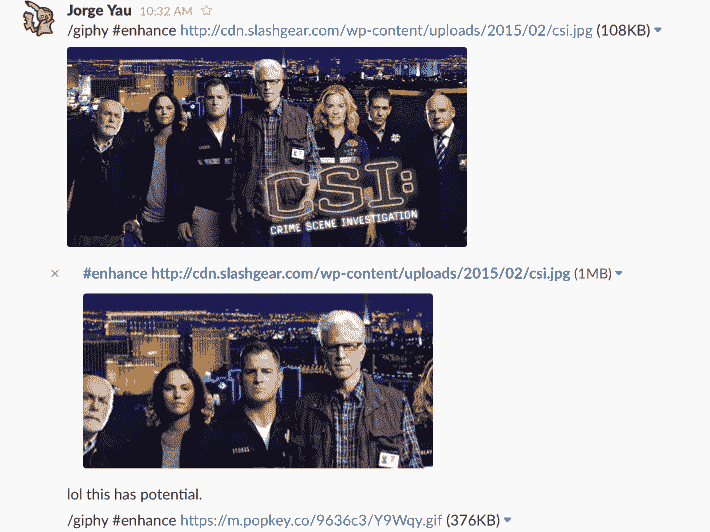 Jorge Yau 10:32 AM
/giphy #enhance http://cdn.slashgear.com/wp-content/uploads/2015/02/csi.jpg (108KB)
CSI:
CRIME SCENE INVESTIGATION
#enhance http://cdn.slashgear.com/wp-content/uploads/2015/02/csi.jpg (1MB)
STOKES
lol this has potential.
/giphy #enhance https://m.popkey.co/9636c3/Y9Wqy.gif (376KB)